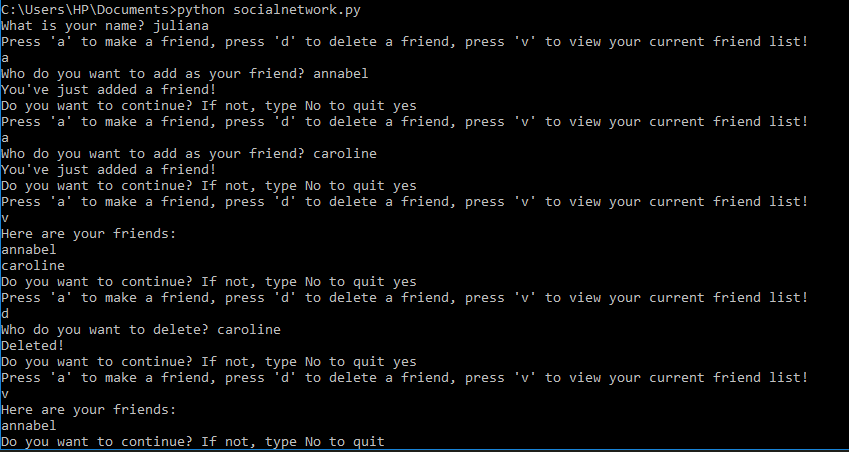 C:\Users\HP\Documents>python socialnetwork.py
What is your name? juliana
Press 'a' to make a friend, press 'd' to delete a friend, press 'v' to view your current friend list!
a
Who do you want to add as your friend? annabel
You've just added a friend!
Do you want to continue? If not, type No to quit yes
Press 'a' to make a friend, press 'd' to delete a friend, press 'v' to view your current friend list!
a
Who do you want to add as your friend? caroline
You've just added a friend!
Do you want to continue? If not, type No to quit yes
Press 'a' to make a friend, press 'd' to delete a friend, press 'v' to view your current friend list!
v
Here are your friends:
annabel
caroline
Do you want to continue? If not, type No to quit yes
Press 'a' to make a friend, press 'd' to delete a friend, press 'v' to view your current friend list!
d
Who do you want to delete? caroline
Deleted!
Do you want to continue? If not, type No to quit yes
Press 'a' to make a friend, press 'd' to delete a friend, press 'v' to view your current friend list!
v
Here are your friends:
annabel
Do you want to continue? If not, type No to quit